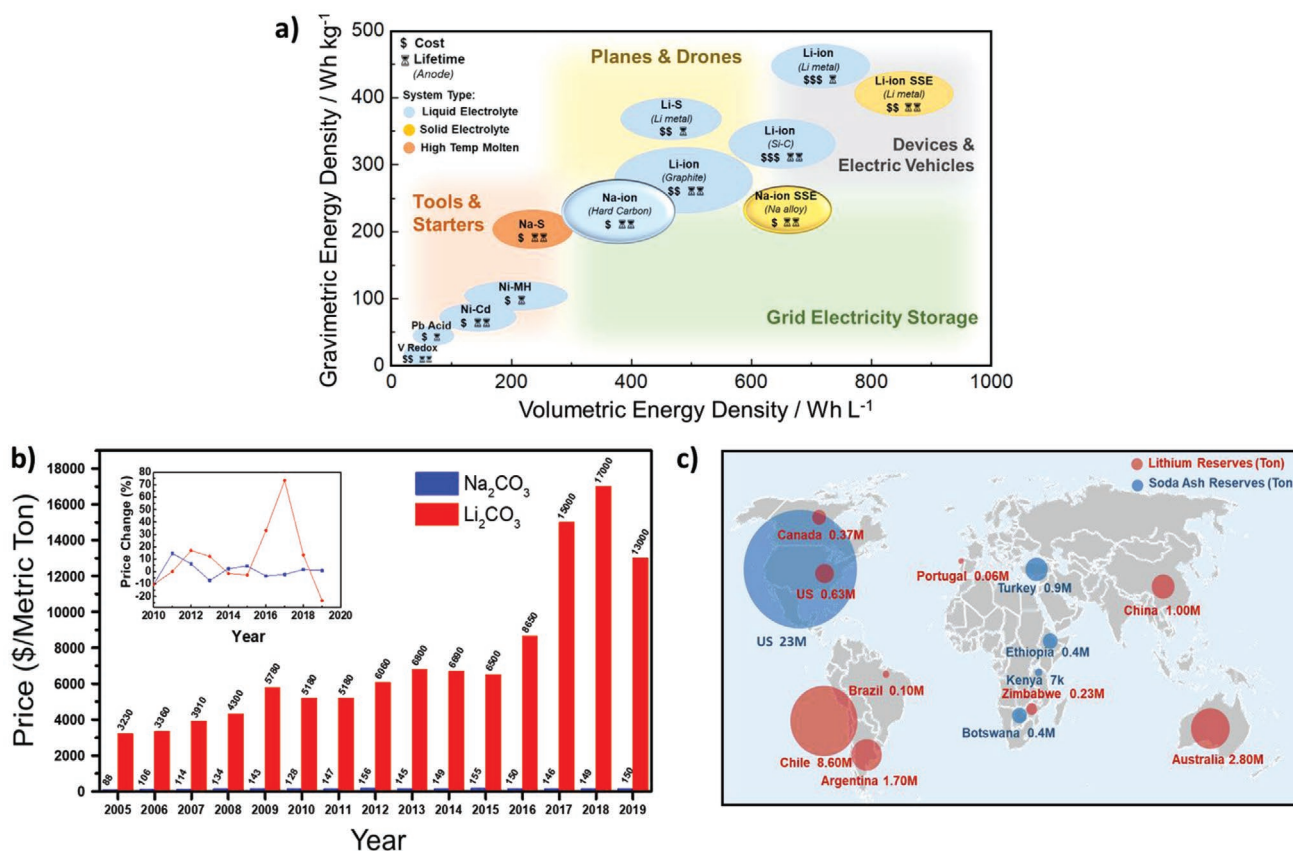 a)
Gravimetric Energy Density / Wh kg⁻¹
500
400
300
200
100
0
$ Cost
⧗ Lifetime
(Anode)
System Type:
Liquid Electrolyte
Solid Electrolyte
High Temp Molten
Planes & Drones
Li-ion
(Li metal)
$$$ ⧗
Li-ion SSE
(Li metal)
$$ ⧗⧗
Li-S
(Li metal)
$$ ⧗
Li-ion
(Si-C)
$$$ ⧗⧗
Devices &
Electric Vehicles
Li-ion
(Graphite)
$$ ⧗⧗
Tools &
Starters
Na-ion
(Hard Carbon)
$ ⧗⧗
Na-ion SSE
(Na alloy)
$ ⧗⧗
Na-S
$ ⧗⧗
Ni-MH
$ ⧗
Ni-Cd
$ ⧗⧗
Pb Acid
$ ⧗
V Redox
$$ ⧗⧗
Grid Electricity Storage
0 200 400 600 800 1000
Volumetric Energy Density / Wh L⁻¹
b)
Price ($/Metric Ton)
18000
16000
14000
12000
10000
8000
6000
4000
2000
0
Price Change (%)
80
70
60
50
40
30
20
10
0
-10
-20
2010 2012 2014 2016 2018 2020
Year
Na₂CO₃
Li₂CO₃
88 3230
106 3360
114 3910
134 4300
143 5780
128 5180
147 5180
156 6060
145 6800
149 6690
155 6500
150 8650
146 15000
149 17000
150 13000
2005 2006 2007 2008 2009 2010 2011 2012 2013 2014 2015 2016 2017 2018 2019
Year
c)
Lithium Reserves (Ton)
Soda Ash Reserves (Ton
Canada 0.37M
US 0.63M
US 23M
Portugal 0.06M
Turkey 0.9M
China 1.00M
Ethiopia 0.4M
Kenya 7k
Brazil 0.10M
Zimbabwe 0.23M
Botswana 0.4M
Chile 8.60M
Argentina 1.70M
Australia 2.80M